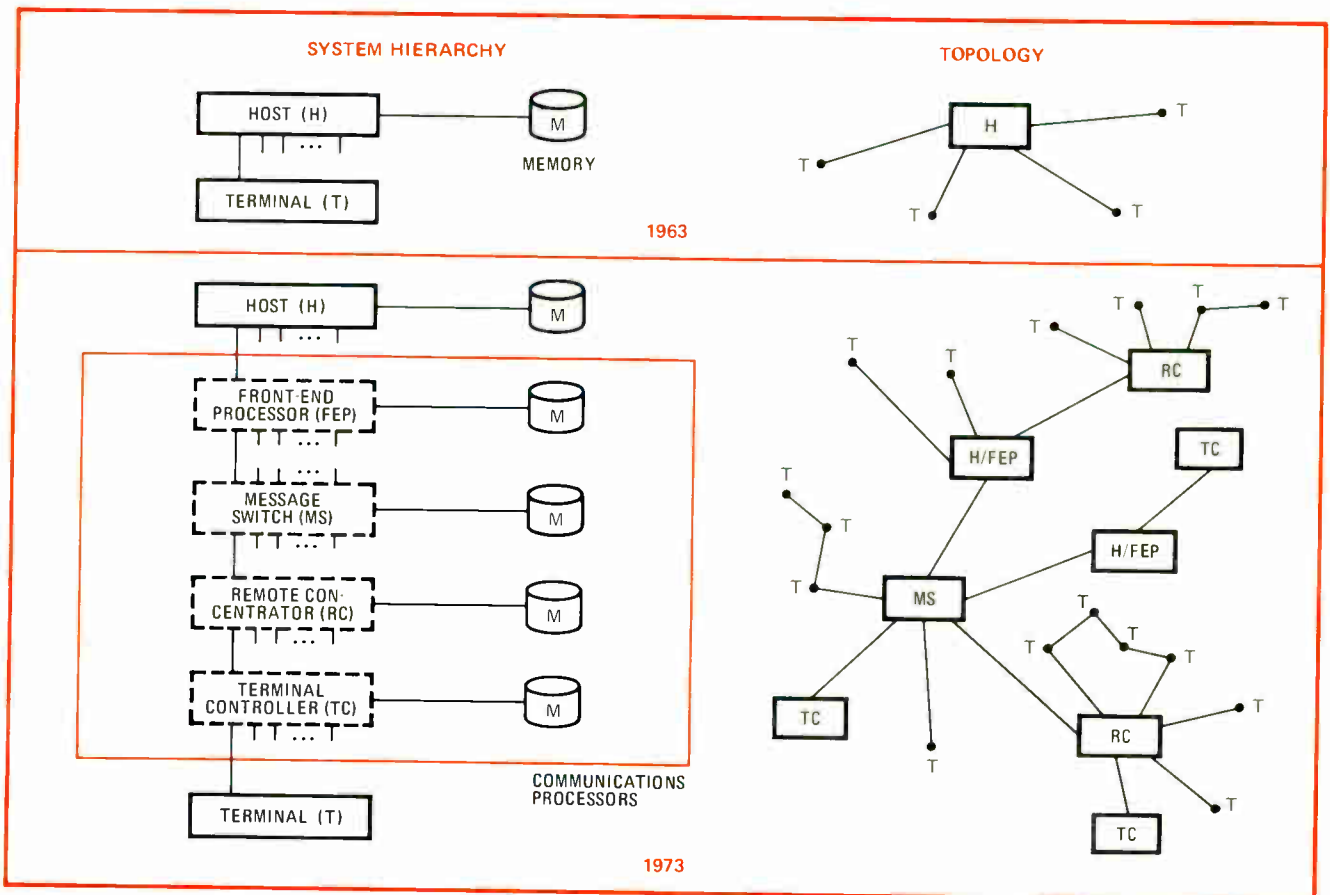 SYSTEM HIERARCHY
TOPOLOGY
HOST (H)
...
M
MEMORY
TERMINAL (T)
H
T
T
T
T
1963
HOST (H)
...
M
FRONT-END
PROCESSOR (FEP)
...
M
...
MESSAGE
SWITCH (MS)
...
M
REMOTE CON-
CENTRATOR (RC)
...
M
TERMINAL
CONTROLLER (TC)
...
M
COMMUNICATIONS
PROCESSORS
TERMINAL (T)
T
T
T
T
T
T
RC
H/FEP
TC
T
T
T
H/FEP
MS
T
T
T
T
TC
T
RC
T
T
TC
1973